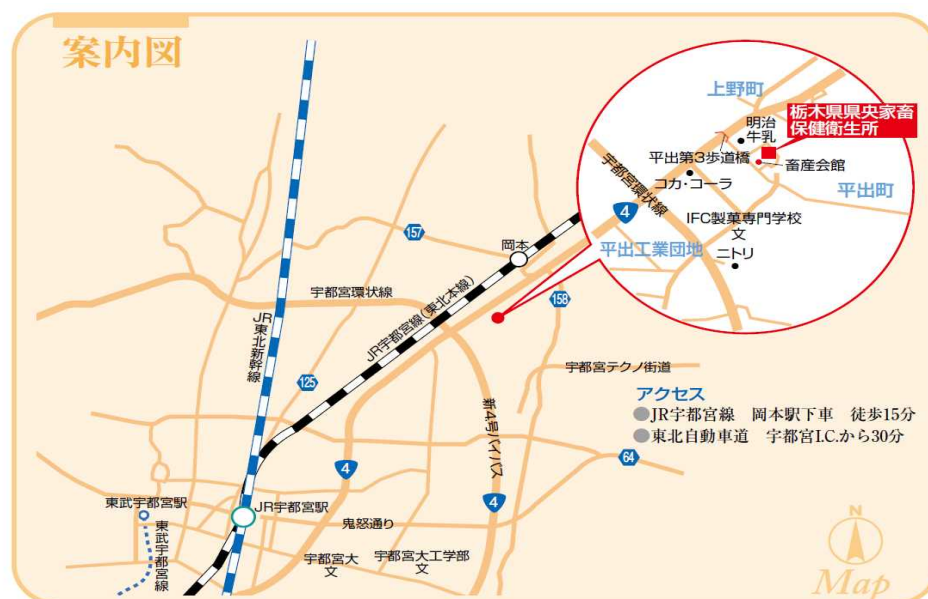 案内図
上野町
栃木県県央家畜
保健衛生所
明治
牛乳
平出第3歩道橋
畜産会館
コカ・コーラ
平出町
宇都宮環状線
4
IFC製菓専門学校
文
平出工業団地
ニトリ
157
岡本
158
宇都宮環状線
JR宇都宮線(東北本線)
JR東北新幹線
宇都宮テクノ街道
125
アクセス
●JR宇都宮線 岡本駅下車 徒歩15分
●東北自動車道 宇都宮I.C.から30分
新4号バイパス
64
4
4
東武宇都宮駅
JR宇都宮駅
鬼怒通り
東武宇都宮線
宇都宮大
文
宇都宮大工学部
文
N
Map